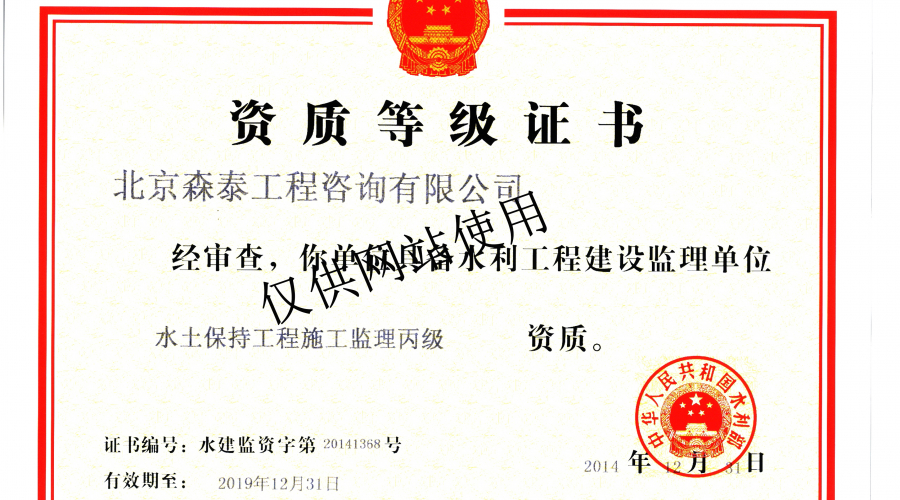 资质等级证书
北京森泰工程咨询有限公司
经审查，你单位具备水利工程建设监理单位
水土保持工程施工监理丙级 资质。
仅供网站使用
中华人民共和国水利部
证书编号：水建监资字第 20141368 号
2014 年 12 月 31 日
有效期至： 2019年12月31日